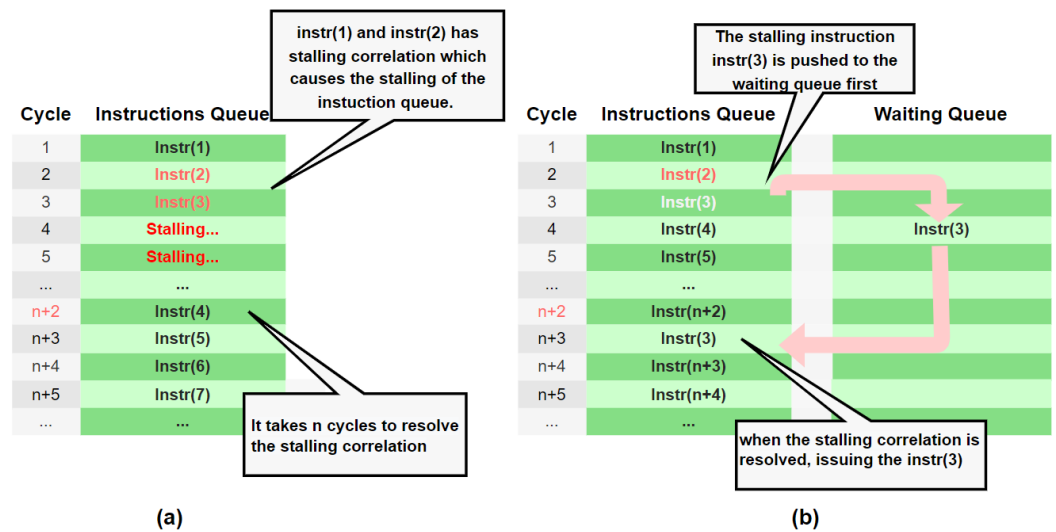 instr(1) and instr(2) has
stalling correlation which
causes the stalling of the
instuction queue.
Cycle Instructions Queue
1 Instr(1)
2 Instr(2)
3 Instr(3)
4 Stalling...
5 Stalling...
... ...
n+2 Instr(4)
n+3 Instr(5)
n+4 Instr(6)
n+5 Instr(7)
... ...
It takes n cycles to resolve
the stalling correlation
(a)
The stalling instruction
instr(3) is pushed to the
waiting queue first
Cycle Instructions Queue Waiting Queue
1 Instr(1)
2 Instr(2)
3 Instr(3)
4 Instr(4) Instr(3)
5 Instr(5)
... ...
n+2 Instr(n+2)
n+3 Instr(3)
n+4 Instr(n+3)
n+5 Instr(n+4)
... ...
when the stalling correlation is
resolved, issuing the instr(3)
(b)